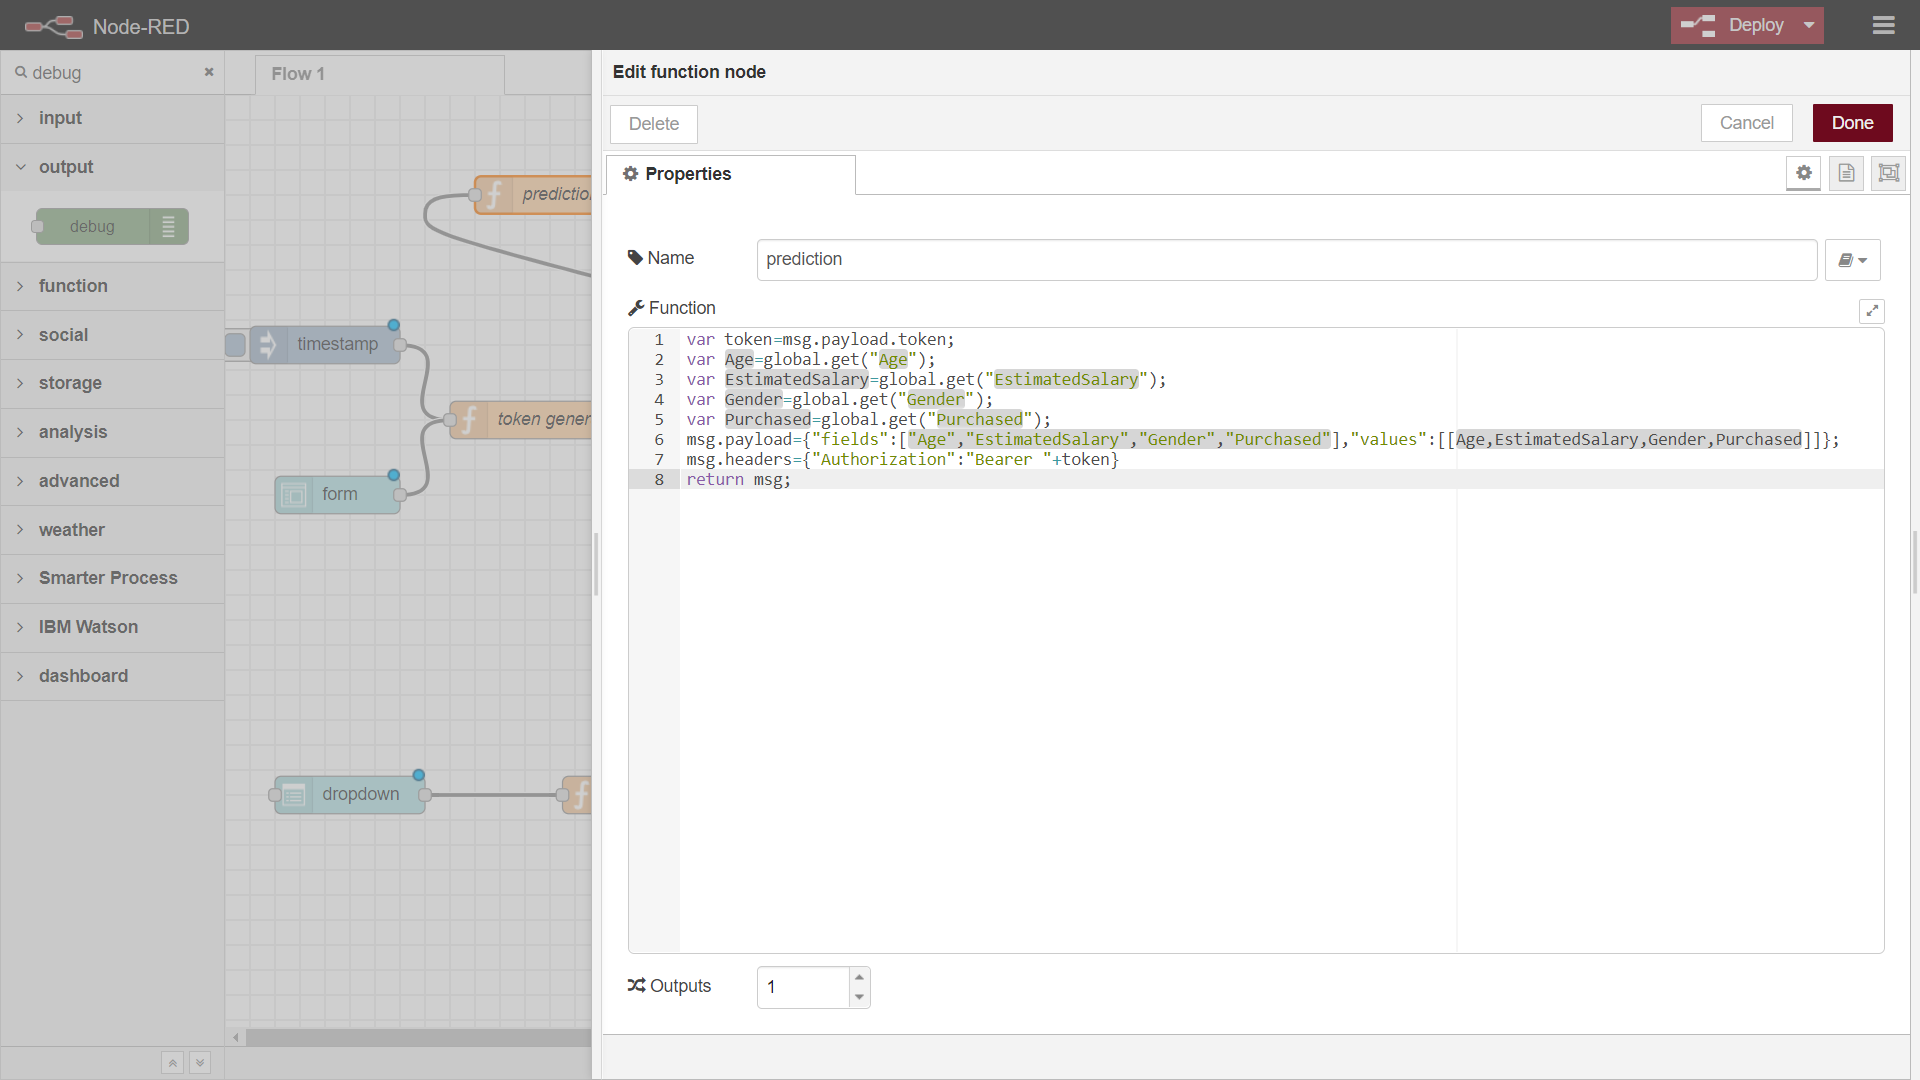 Node-RED
Deploy
debug
Flow 1
Edit function node
input
Delete
Cancel
Done
output
Properties
debug
prediction
Name
prediction
function
Function
social
timestamp
storage
analysis
token gener
advanced
form
weather
Smarter Process
IBM Watson
dashboard
dropdown
1 var token=msg.payload.token;
2 var Age=global.get("Age");
3 var EstimatedSalary=global.get("EstimatedSalary");
4 var Gender=global.get("Gender");
5 var Purchased=global.get("Purchased");
6 msg.payload={"fields":["Age","EstimatedSalary","Gender","Purchased"],"values":[[Age,EstimatedSalary,Gender,Purchased]]};
7 msg.headers={"Authorization":"Bearer "+token}
8 return msg;
Outputs
1